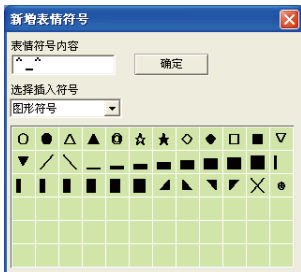 新增表情符号
表情符号内容
^_^
确定
选择插入符号
图形符号
○ ● △ ▲ ◎ ☆ ★ ◇ ◆ □ ■ ▽
▼ ╱ ╲ ▁ ▂ ▃ ▄ ▅ ▆ ▇ █ ▏
▎ ▍ ▌ ▋ ▊ ▉ ◢ ◣ ◥ ◤ ╳ ☻